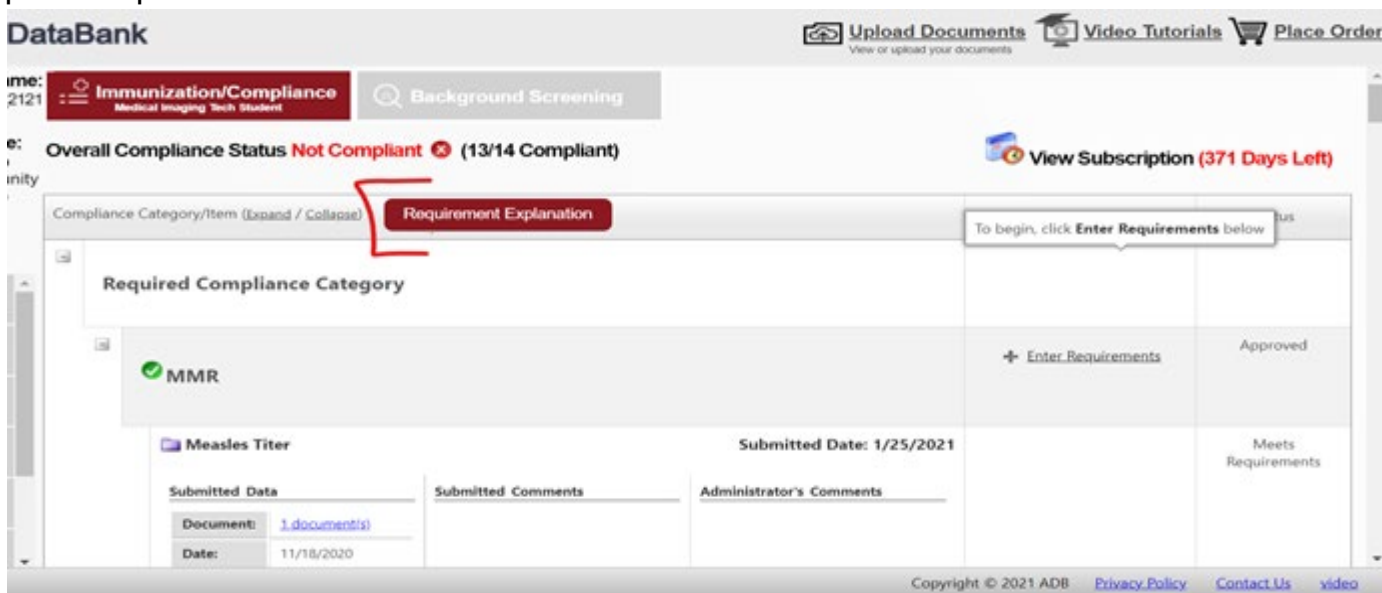 DataBank
Upload Documents
View or upload your documents
Video Tutorials
Place Order
ame:
2121
Immunization/Compliance
Medical Imaging Tech Student
Background Screening
e:
unity
Overall Compliance Status Not Compliant (13/14 Compliant)
View Subscription (371 Days Left)
Compliance Category/Item (Expand / Collapse)
Requirement Explanation
To begin, click Enter Requirements below
tus
Required Compliance Category
MMR
Enter Requirements
Approved
Measles Titer
Submitted Date: 1/25/2021
Meets
Requirements
Submitted Data
Submitted Comments
Administrator's Comments
Document: 1 document(s)
Date: 11/18/2020
Copyright © 2021 ADB Privacy Policy Contact Us video